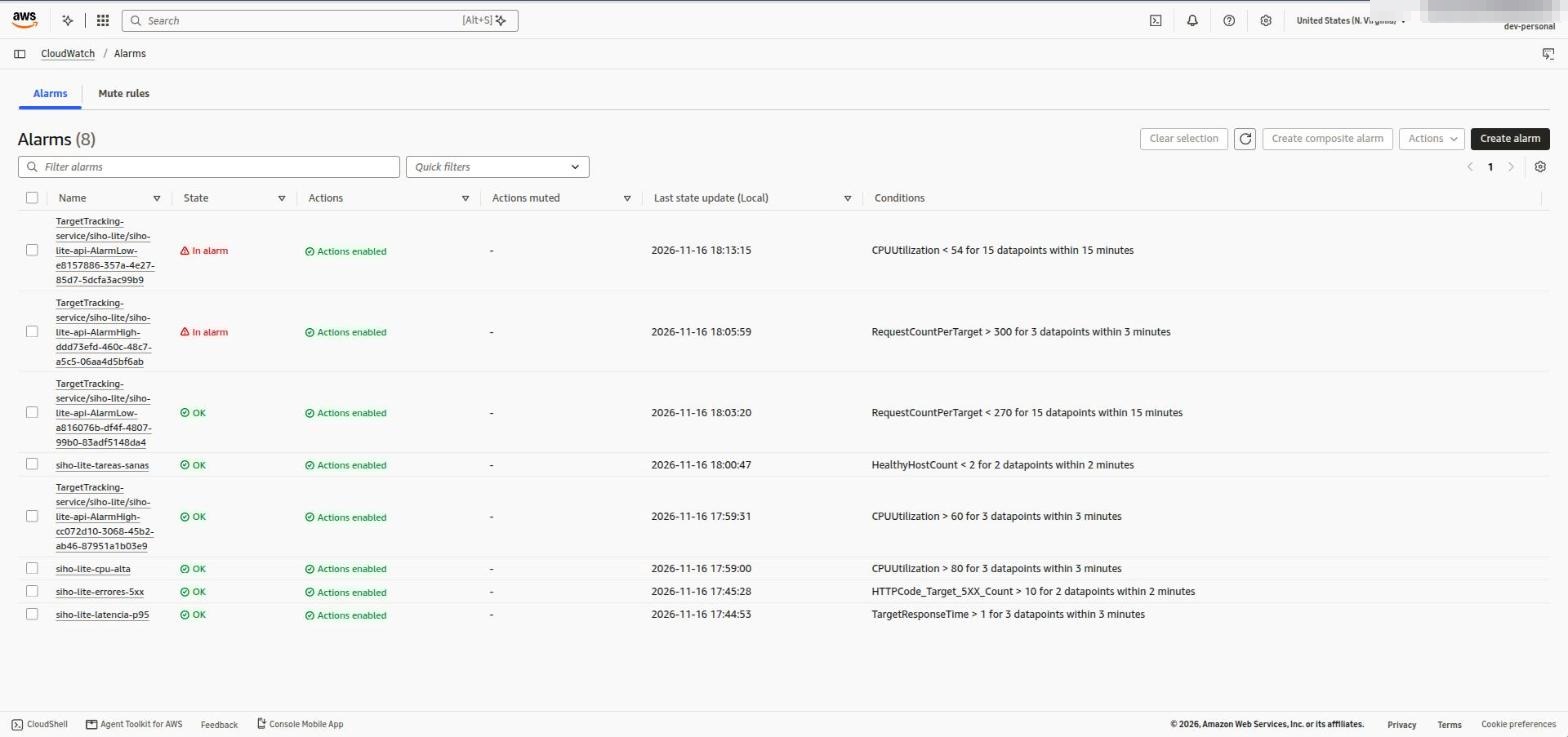 aws
Search [Alt+S]
United States (N. Virginia)
dev-personal
CloudWatch / Alarms
Alarms
Mute rules
Alarms (8)
Clear selection
Create composite alarm
Actions
Create alarm
Filter alarms
Quick filters
1
Name State Actions Actions muted Last state update (Local) Conditions
TargetTracking-
service/siho-lite/siho-
lite-api-AlarmLow-
e8157886-357a-4e27-
85d7-5dcfa3ac99b9
In alarm Actions enabled - 2026-11-16 18:13:15 CPUUtilization < 54 for 15 datapoints within 15 minutes
TargetTracking-
service/siho-lite/siho-
lite-api-AlarmHigh-
ddd73efd-460c-48c7-
a5c5-06aa4d5bf6ab
In alarm Actions enabled - 2026-11-16 18:05:59 RequestCountPerTarget > 300 for 3 datapoints within 3 minutes
TargetTracking-
service/siho-lite/siho-
lite-api-AlarmLow-
a816076b-df4f-4807-
99b0-83adf5148da4
OK Actions enabled - 2026-11-16 18:03:20 RequestCountPerTarget < 270 for 15 datapoints within 15 minutes
siho-lite-tareas-sanas OK Actions enabled - 2026-11-16 18:00:47 HealthyHostCount < 2 for 2 datapoints within 2 minutes
TargetTracking-
service/siho-lite/siho-
lite-api-AlarmHigh-
cc072d10-3068-45b2-
ab46-87951a1b03e9
OK Actions enabled - 2026-11-16 17:59:31 CPUUtilization > 60 for 3 datapoints within 3 minutes
siho-lite-cpu-alta OK Actions enabled - 2026-11-16 17:59:00 CPUUtilization > 80 for 3 datapoints within 3 minutes
siho-lite-errores-5xx OK Actions enabled - 2026-11-16 17:45:28 HTTPCode_Target_5XX_Count > 10 for 2 datapoints within 2 minutes
siho-lite-latencia-p95 OK Actions enabled - 2026-11-16 17:44:53 TargetResponseTime > 1 for 3 datapoints within 3 minutes
CloudShell Agent Toolkit for AWS Feedback Console Mobile App © 2026, Amazon Web Services, Inc. or its affiliates. Privacy Terms Cookie preferences